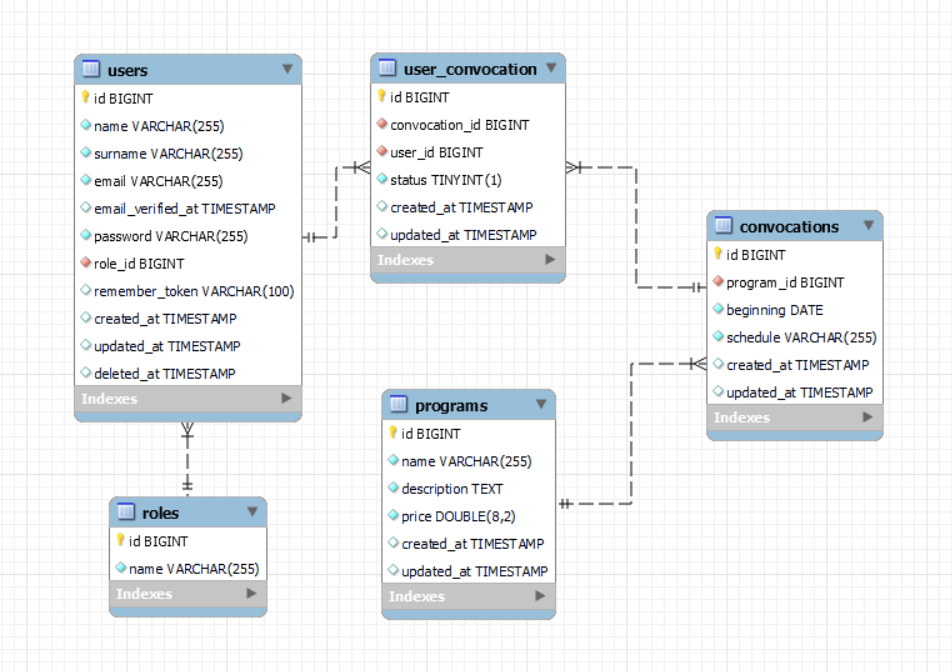 users
id BIGINT
name VARCHAR(255)
surname VARCHAR(255)
email VARCHAR(255)
email_verified_at TIMESTAMP
password VARCHAR(255)
role_id BIGINT
remember_token VARCHAR(100)
created_at TIMESTAMP
updated_at TIMESTAMP
deleted_at TIMESTAMP
Indexes
user_convocation
id BIGINT
convocation_id BIGINT
user_id BIGINT
status TINYINT(1)
created_at TIMESTAMP
updated_at TIMESTAMP
Indexes
convocations
id BIGINT
program_id BIGINT
beginning DATE
schedule VARCHAR(255)
created_at TIMESTAMP
updated_at TIMESTAMP
Indexes
programs
id BIGINT
name VARCHAR(255)
description TEXT
price DOUBLE(8,2)
created_at TIMESTAMP
updated_at TIMESTAMP
Indexes
roles
id BIGINT
name VARCHAR(255)
Indexes